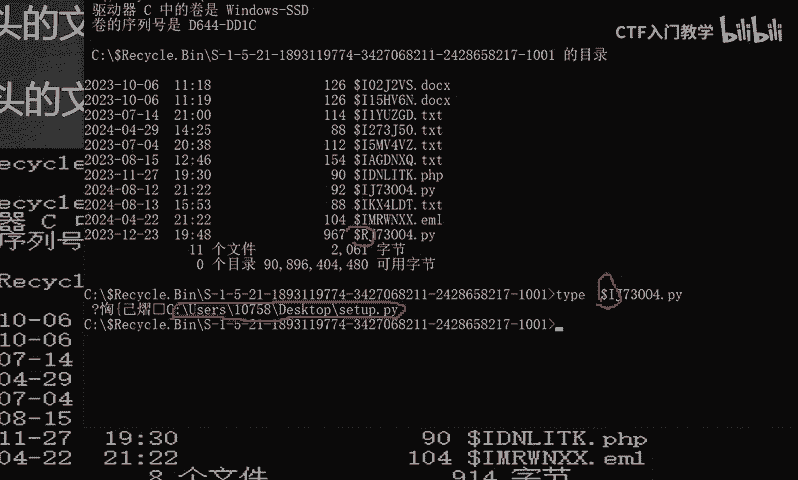 驱动器 C 中的卷是 Windows-SSD
卷的序列号是 D644-DD1C
CTF入门教学 bilibili
C:\$Recycle.Bin\S-1-5-21-1893119774-3427068211-2428658217-1001 的目录
2023-10-06 11:18 126 $I02J2VS.docx
2023-10-06 11:19 126 $I15HV6N.docx
2023-07-14 21:00 114 $I1YUZGD.txt
2024-04-29 14:25 88 $I273J50.txt
2023-07-04 20:38 112 $I5MV4VZ.txt
2023-08-15 12:46 154 $IAGDNXQ.txt
2023-11-27 19:30 90 $IDNLITK.php
2024-08-12 21:22 92 $IJ73004.py
2024-08-13 15:53 88 $IKX4LDT.txt
2024-04-22 21:22 104 $IMRWNXX.eml
2023-12-23 19:48 967 $RJ73004.py
11 个文件 2,061 字节
0 个目录 90,896,404,480 可用字节
C:\$Recycle.Bin\S-1-5-21-1893119774-3427068211-2428658217-1001>type $IJ73004.py
C:\Users\10758\Desktop\setup.py
C:\$Recycle.Bin\S-1-5-21-1893119774-3427068211-2428658217-1001>
头的文
头的文
ecycle
ecycle
器 C
序列号
Recycl
10-06
10-06
07-14
04-29
07-04
08-15
11-27 19:30 90 $IDNLITK.php
04-22 21:22 104 $IMRWNXX.eml
8 个文件 914 字节